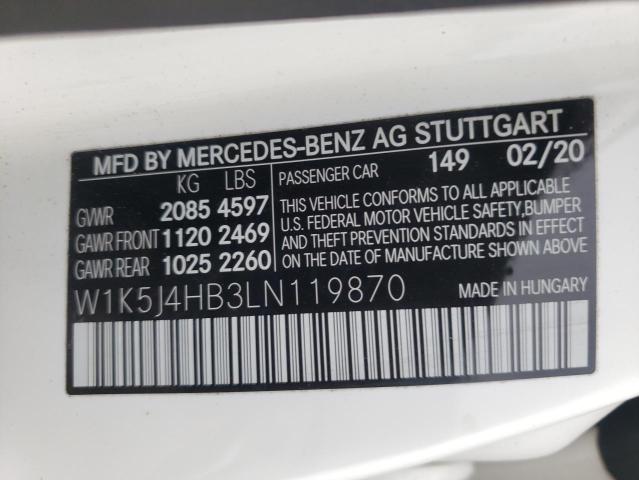 MFD BY MERCEDES-BENZ AG STUTTGART
KG LBS
GVWR 2085 4597
GAWR FRONT 1120 2469
GAWR REAR 1025 2260
PASSENGER CAR 149 02/20
THIS VEHICLE CONFORMS TO ALL APPLICABLE
U.S. FEDERAL MOTOR VEHICLE SAFETY,BUMPER
AND THEFT PREVENTION STANDARDS IN EFFECT
ON THE DATE OF MANUFACTURE SHOWN ABOVE
W1K5J4HB3LN119870
MADE IN HUNGARY